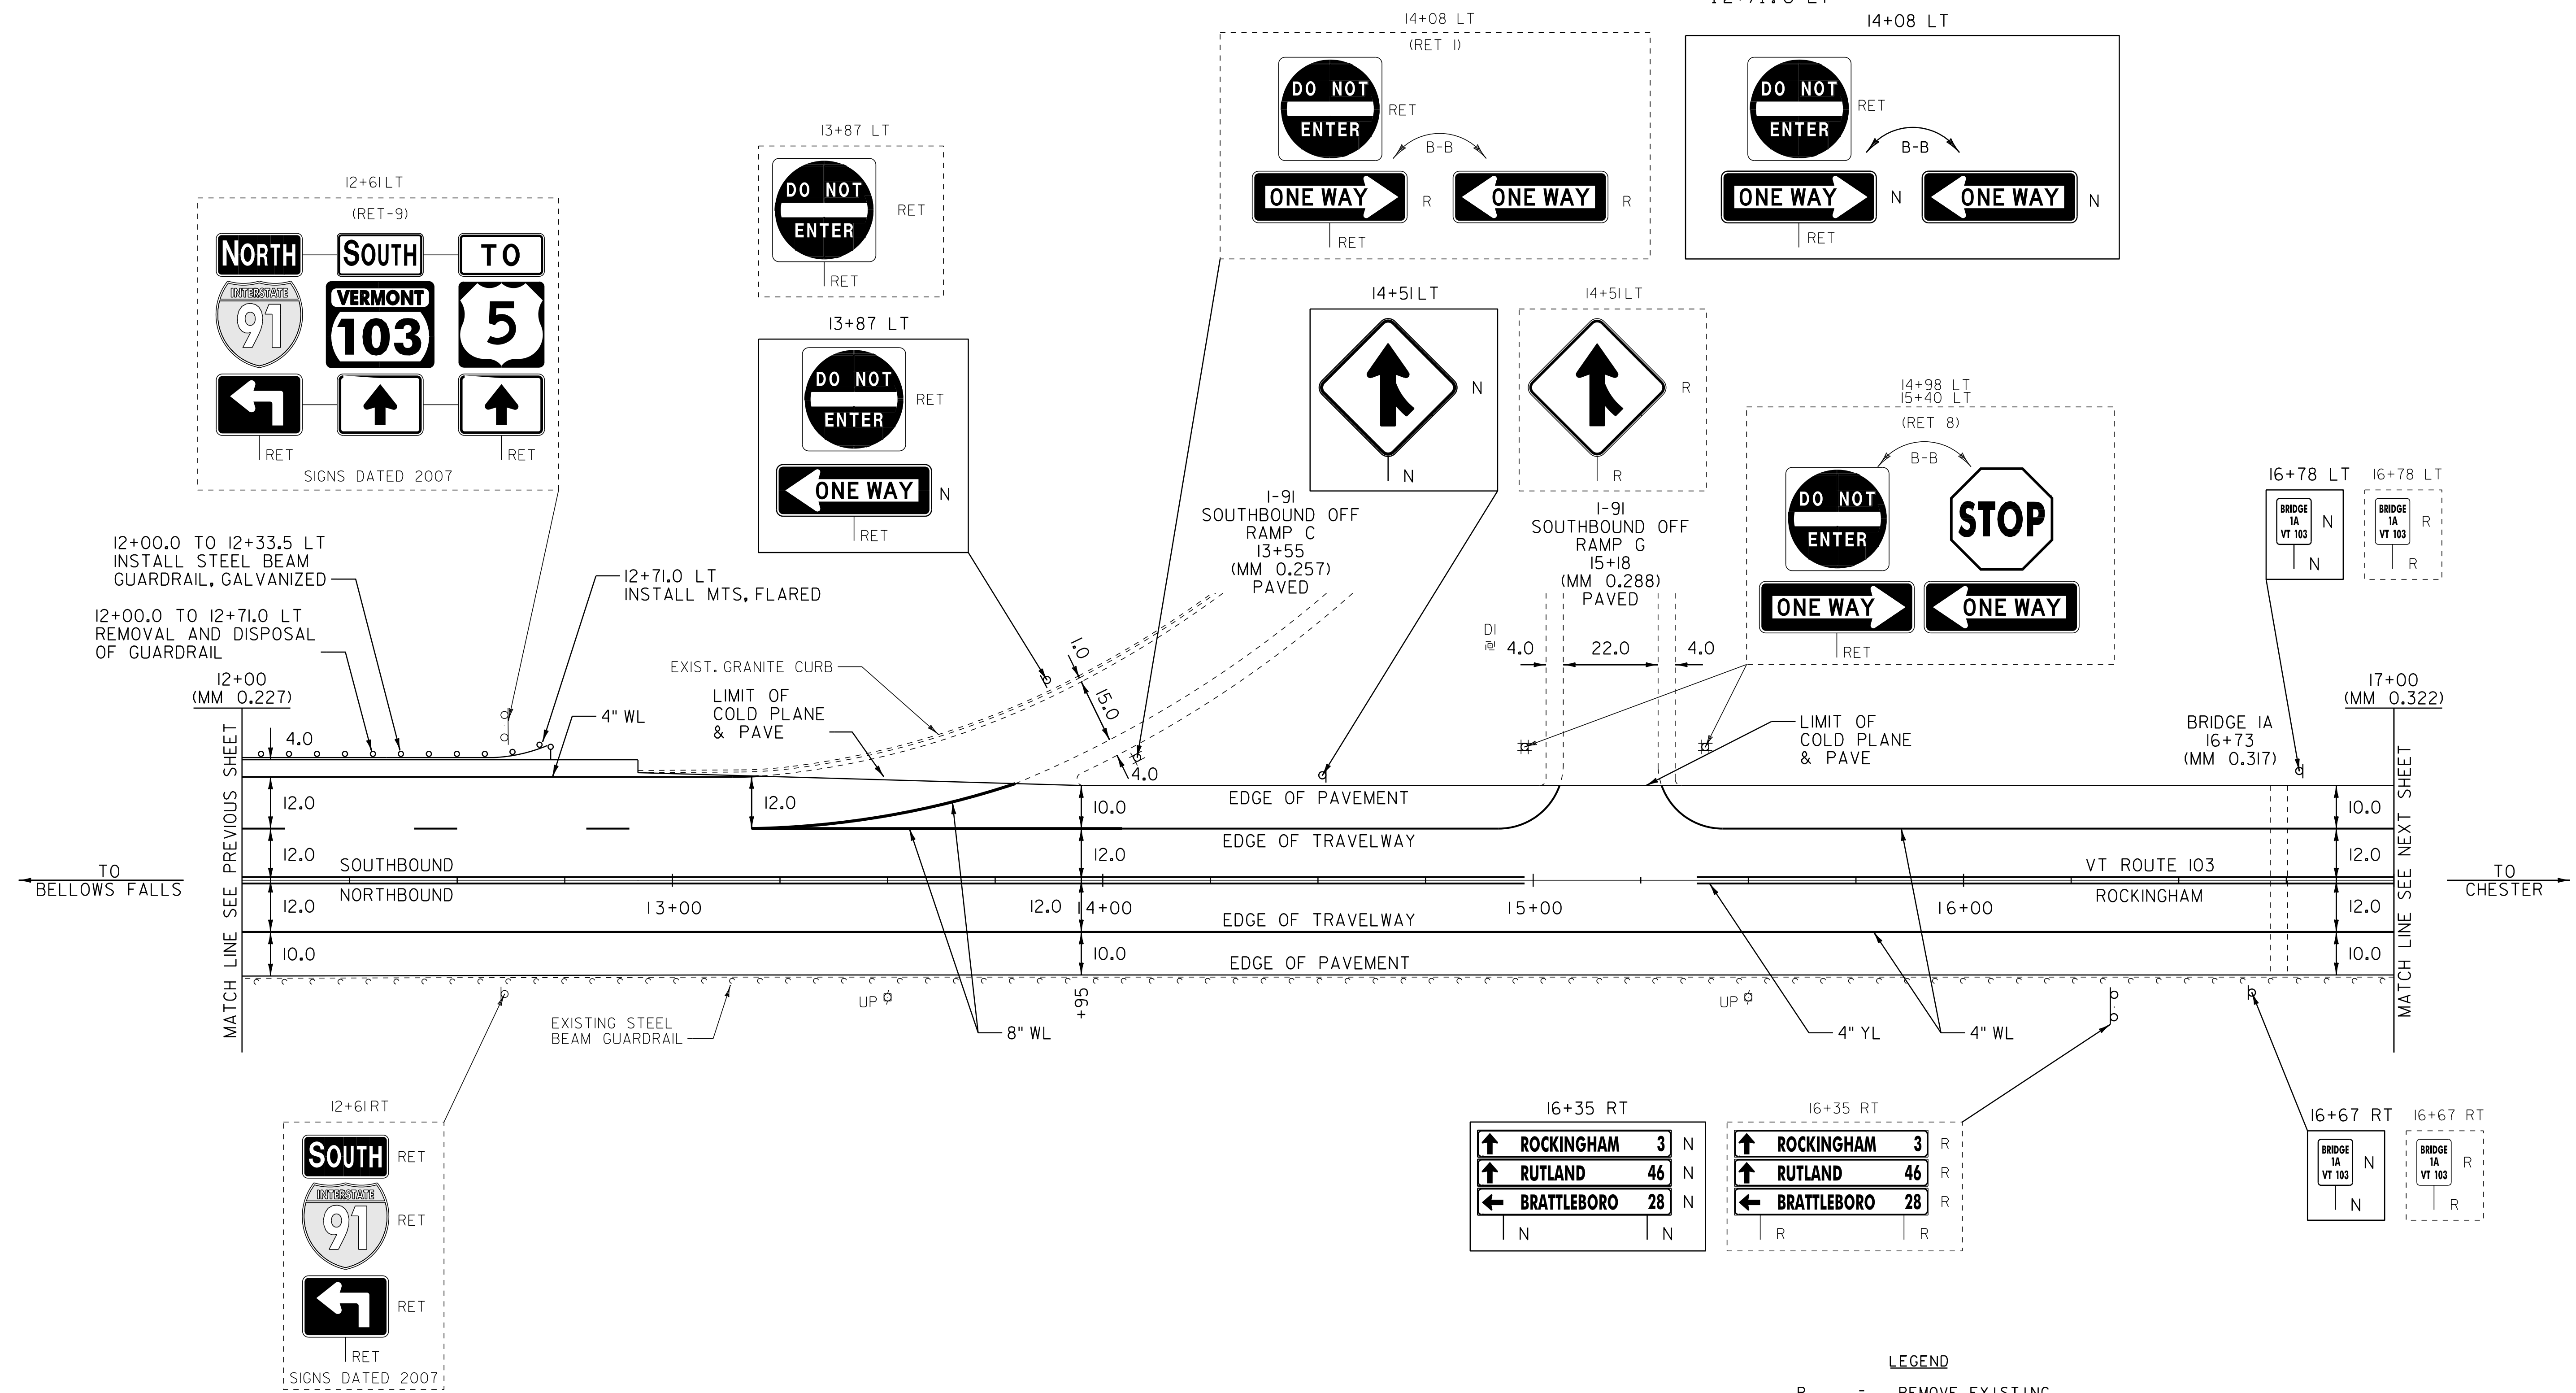 14+08 LT
(RET 1)
DO NOT
ENTER
RET
B-B
ONE WAY
R
ONE WAY
R
RET
14+08 LT
DO NOT
ENTER
RET
B-B
ONE WAY
N
ONE WAY
N
RET
13+87 LT
DO NOT
ENTER
RET
RET
12+61 LT
(RET-9)
NORTH
SOUTH
TO
INTERSTATE
91
VERMONT
103
5
RET
RET
SIGNS DATED 2007
13+87 LT
DO NOT
ENTER
RET
ONE WAY
N
RET
14+51 LT
N
N
14+51 LT
R
R
14+98 LT
15+40 LT
(RET 8)
B-B
DO NOT
ENTER
STOP
ONE WAY
ONE WAY
RET
16+78 LT
BRIDGE
1A
VT 103
N
N
16+78 LT
BRIDGE
1A
VT 103
R
R
I-91
SOUTHBOUND OFF
RAMP C
13+55
(MM 0.257)
PAVED
I-91
SOUTHBOUND OFF
RAMP G
15+18
(MM 0.288)
PAVED
12+00.0 TO 12+33.5 LT
INSTALL STEEL BEAM
GUARDRAIL, GALVANIZED
12+71.0 LT
INSTALL MTS, FLARED
12+00.0 TO 12+71.0 LT
REMOVAL AND DISPOSAL
OF GUARDRAIL
EXIST. GRANITE CURB
LIMIT OF
COLD PLANE
& PAVE
1.0
15.0
4.0
DI
4.0
22.0
4.0
LIMIT OF
COLD PLANE
& PAVE
12+00
(MM 0.227)
17+00
(MM 0.322)
BRIDGE 1A
16+73
(MM 0.317)
4" WL
4.0
MATCH LINE SEE PREVIOUS SHEET
12.0
12.0
10.0
EDGE OF PAVEMENT
10.0
12.0
SOUTHBOUND
12.0
EDGE OF TRAVELWAY
VT ROUTE 103
12.0
TO
BELLOWS FALLS
TO
CHESTER
NORTHBOUND
12.0
13+00
12.0
14+00
15+00
16+00
ROCKINGHAM
12.0
EDGE OF TRAVELWAY
10.0
10.0
EDGE OF PAVEMENT
10.0
MATCH LINE SEE NEXT SHEET
UP
+95
UP
EXISTING STEEL
BEAM GUARDRAIL
8" WL
4" YL
4" WL
12+61 RT
SOUTH
RET
INTERSTATE
91
RET
RET
RET
SIGNS DATED 2007
16+35 RT
ROCKINGHAM 3 N
RUTLAND 46 N
BRATTLEBORO 28 N
N
N
16+35 RT
ROCKINGHAM 3 R
RUTLAND 46 R
BRATTLEBORO 28 R
R
R
16+67 RT
BRIDGE
1A
VT 103
N
N
16+67 RT
BRIDGE
1A
VT 103
R
R
LEGEND